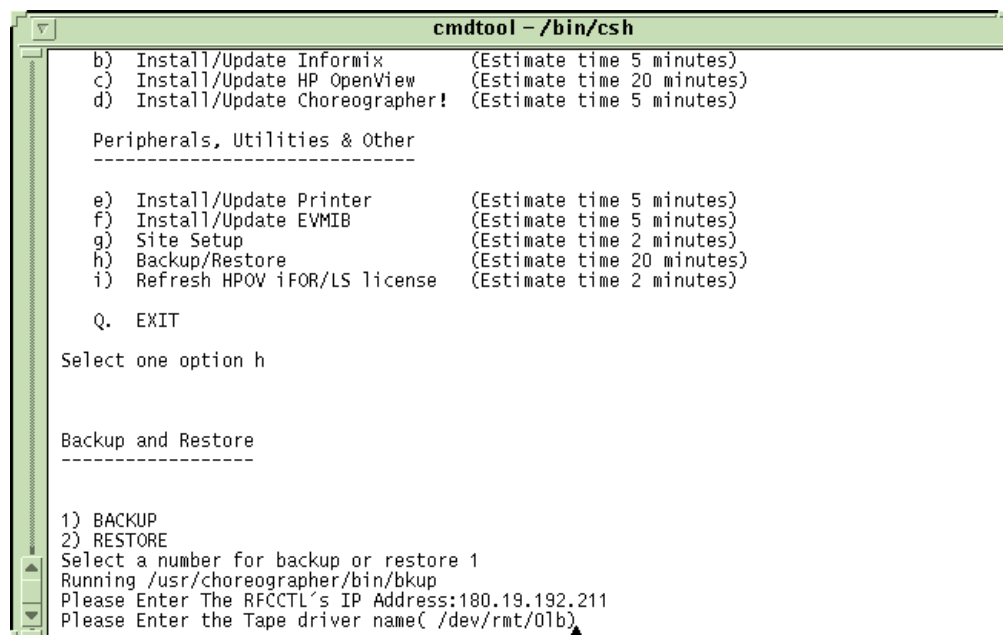 cmdtool – /bin/csh
b) Install/Update Informix (Estimate time 5 minutes)
c) Install/Update HP OpenView (Estimate time 20 minutes)
d) Install/Update Choreographer! (Estimate time 5 minutes)
Peripherals, Utilities & Other
------------------------------
e) Install/Update Printer (Estimate time 5 minutes)
f) Install/Update EVMIB (Estimate time 5 minutes)
g) Site Setup (Estimate time 2 minutes)
h) Backup/Restore (Estimate time 20 minutes)
i) Refresh HPOV iFOR/LS license (Estimate time 2 minutes)
Q. EXIT
Select one option h
Backup and Restore
------------------
1) BACKUP
2) RESTORE
Select a number for backup or restore 1
Running /usr/choreographer/bin/bkup
Please Enter The RFCCTL´s IP Address:180.19.192.211
Please Enter the Tape driver name( /dev/rmt/0lb)